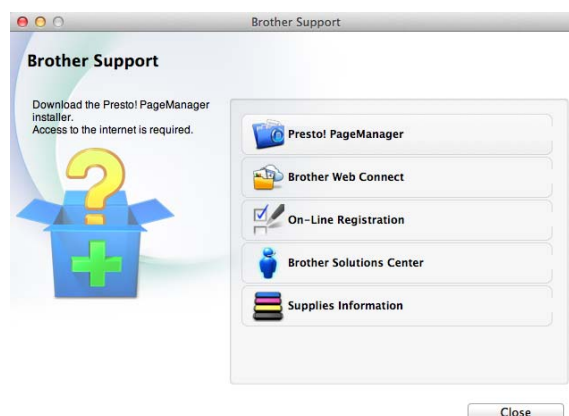 Brother Support
Brother Support
Download the Presto! PageManager
installer.
Access to the internet is required.
Presto! PageManager
Brother Web Connect
On-Line Registration
Brother Solutions Center
Supplies Information
Close